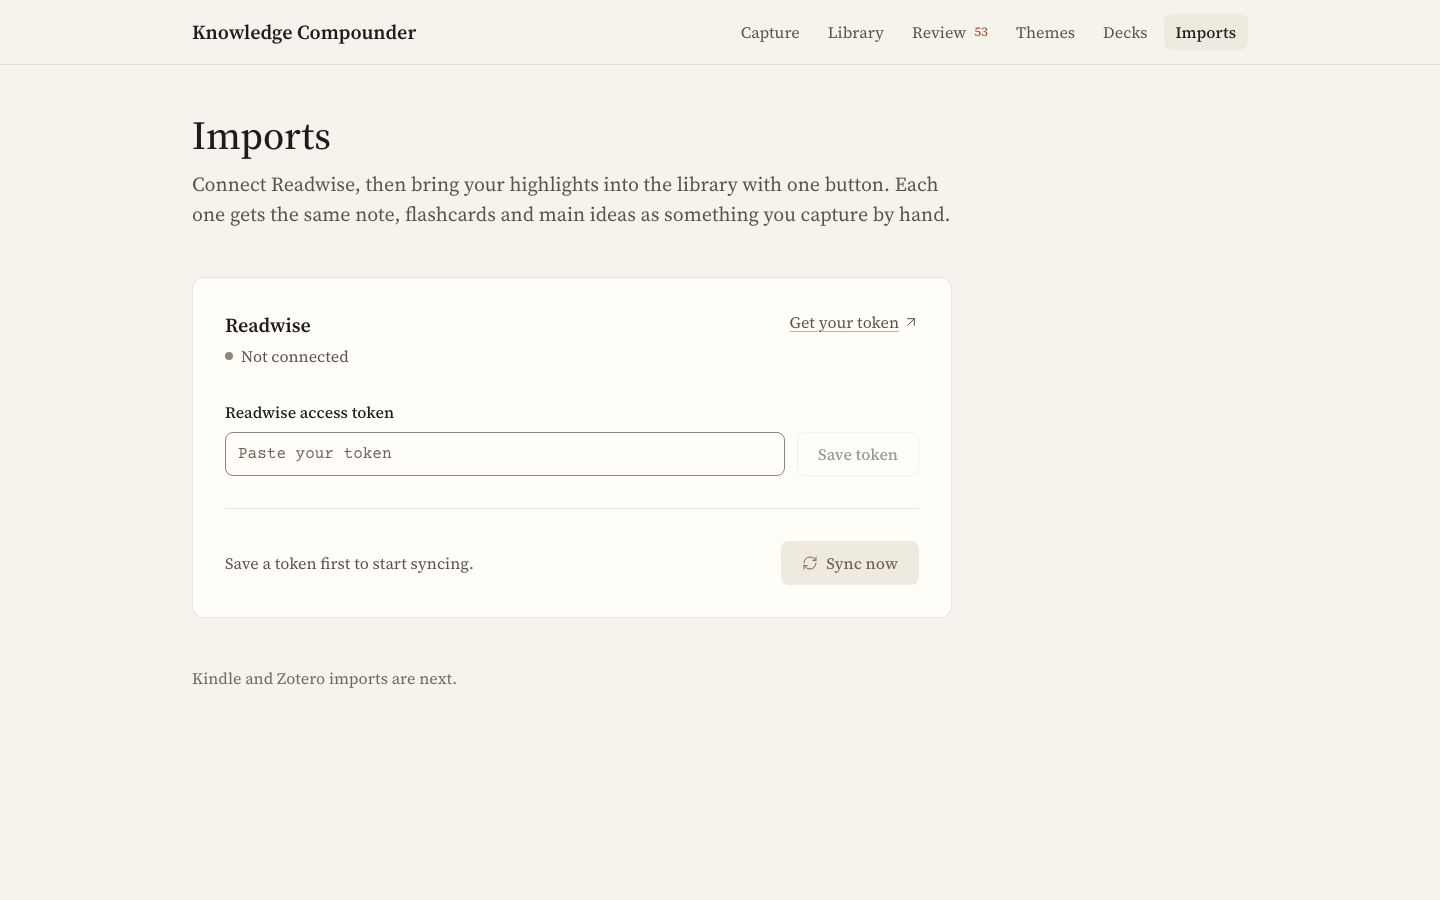 Knowledge Compounder
Capture
Library
Review 53
Themes
Decks
Imports
Imports
Connect Readwise, then bring your highlights into the library with one button. Each
one gets the same note, flashcards and main ideas as something you capture by hand.
Readwise
Get your token
Not connected
Readwise access token
Paste your token
Save token
Save a token first to start syncing.
Sync now
Kindle and Zotero imports are next.